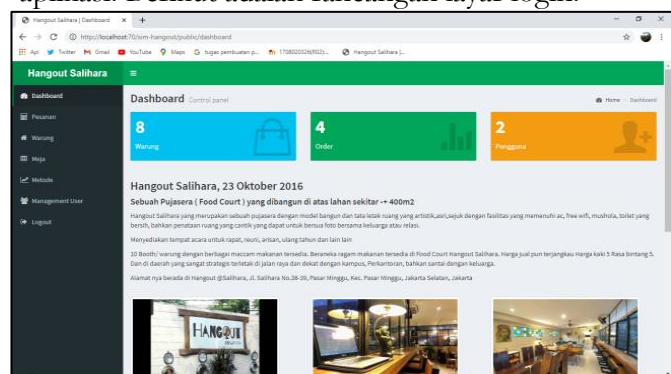 aplikasi. Berikut adalah rancangan layar login.
Hangout Salihara | Dashboard
http://localhost:70/sim-hangout/public/dashboard
Apl Twitter Gmail YouTube Maps tugas pembuatan p... Hangout Salihara |...
Hangout Salihara
Dashboard
Pesanan
Warung
Meja
Metode
Management User
Logout
Dashboard Control panel
Home Dashboard
8
Warung
4
Order
2
Pengguna
Hangout Salihara, 23 Oktober 2016
Sebuah Pujasera ( Food Court ) yang dibangun di atas lahan sekitar -+ 400m2
Hangout Salihara yang merupakan sebuah pujasera dengan model bangun dan tata letak ruang yang artistik,asri,sejuk dengan fasilitas yang memenuhi ac, free wifi, mushola, toilet yang
bersih, bahkan penataan ruang yang cantik yang dapat untuk bersua foto bersama keluarga atau relasi.
Menyediakan tempat acara untuk rapat, reuni, arisan, ulang tahun dan lain lain
10 Booth/ warung dengan berbagai maccam makanan tersedia. Beraneka ragam makanan tersedia di Food Court Hangout Salihara. Harga jual pun terjangkau Harga kaki 5 Rasa bintang 5.
Dan di daerah yang sangat strategis terletak di jalan raya dan dekat dengan kampus, Perkantoran, bahkan santai dengan keluarga.
Alamat nya berada di Hangout @Salihara, Jl. Salihara No.38-39, Pasar Minggu, Kec. Pasar Minggu, Jakarta Selatan, Jakarta
HANGOUT